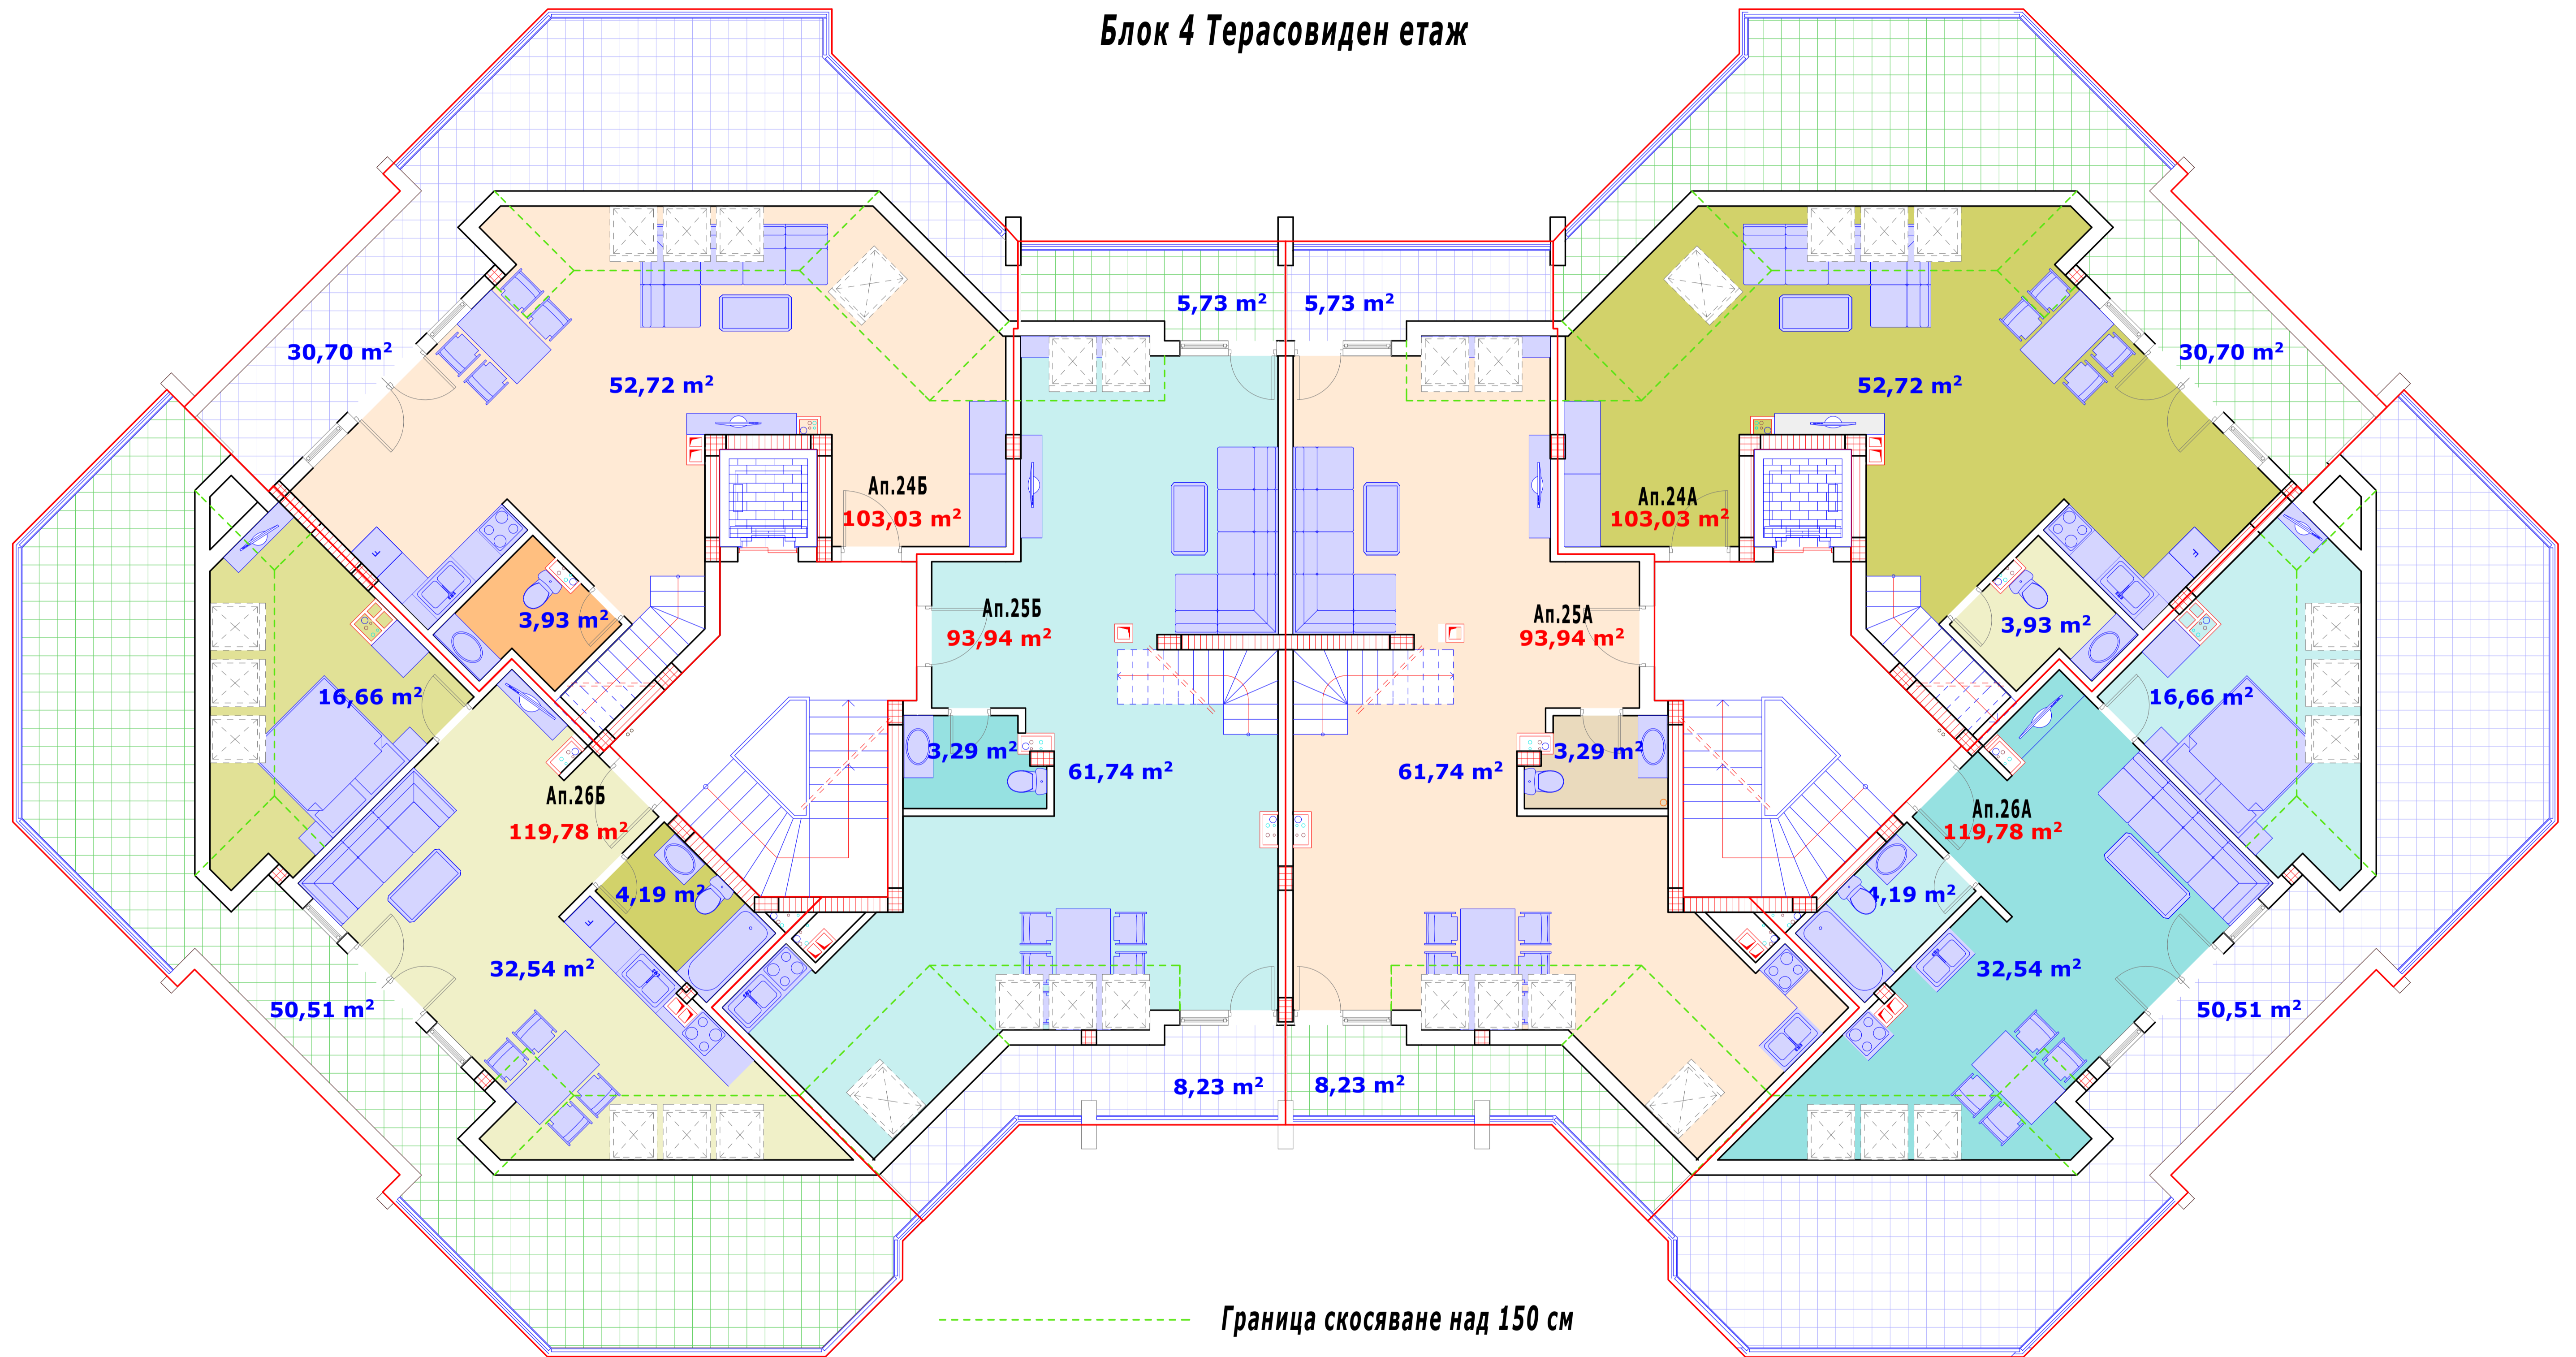 Блок 4 Терасовиден етаж
5,73 m²
5,73 m²
30,70 m²
30,70 m²
52,72 m²
52,72 m²
Ап.24Б
103,03 m²
Ап.24А
103,03 m²
F
F
Ап.25Б
93,94 m²
Ап.25А
93,94 m²
3,93 m²
3,93 m²
16,66 m²
16,66 m²
3,29 m²
3,29 m²
61,74 m²
61,74 m²
Ап.26Б
119,78 m²
Ап.26А
119,78 m²
4,19 m²
4,19 m²
F
32,54 m²
32,54 m²
50,51 m²
50,51 m²
8,23 m²
8,23 m²
Граница скосяване над 150 см